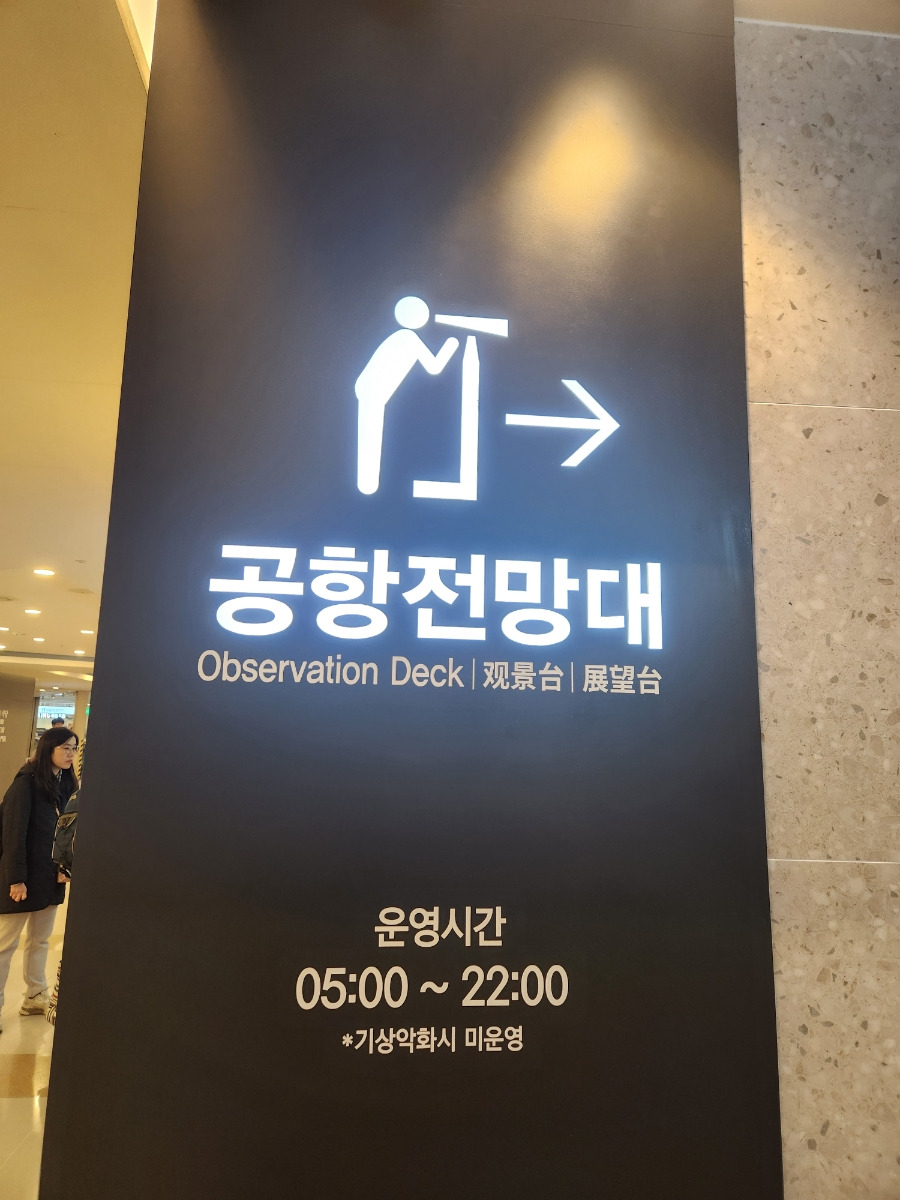 공항전망대
Observation Deck|观景台|展望台
운영시간
05:00 ~ 22:00
*기상악화시 미운영